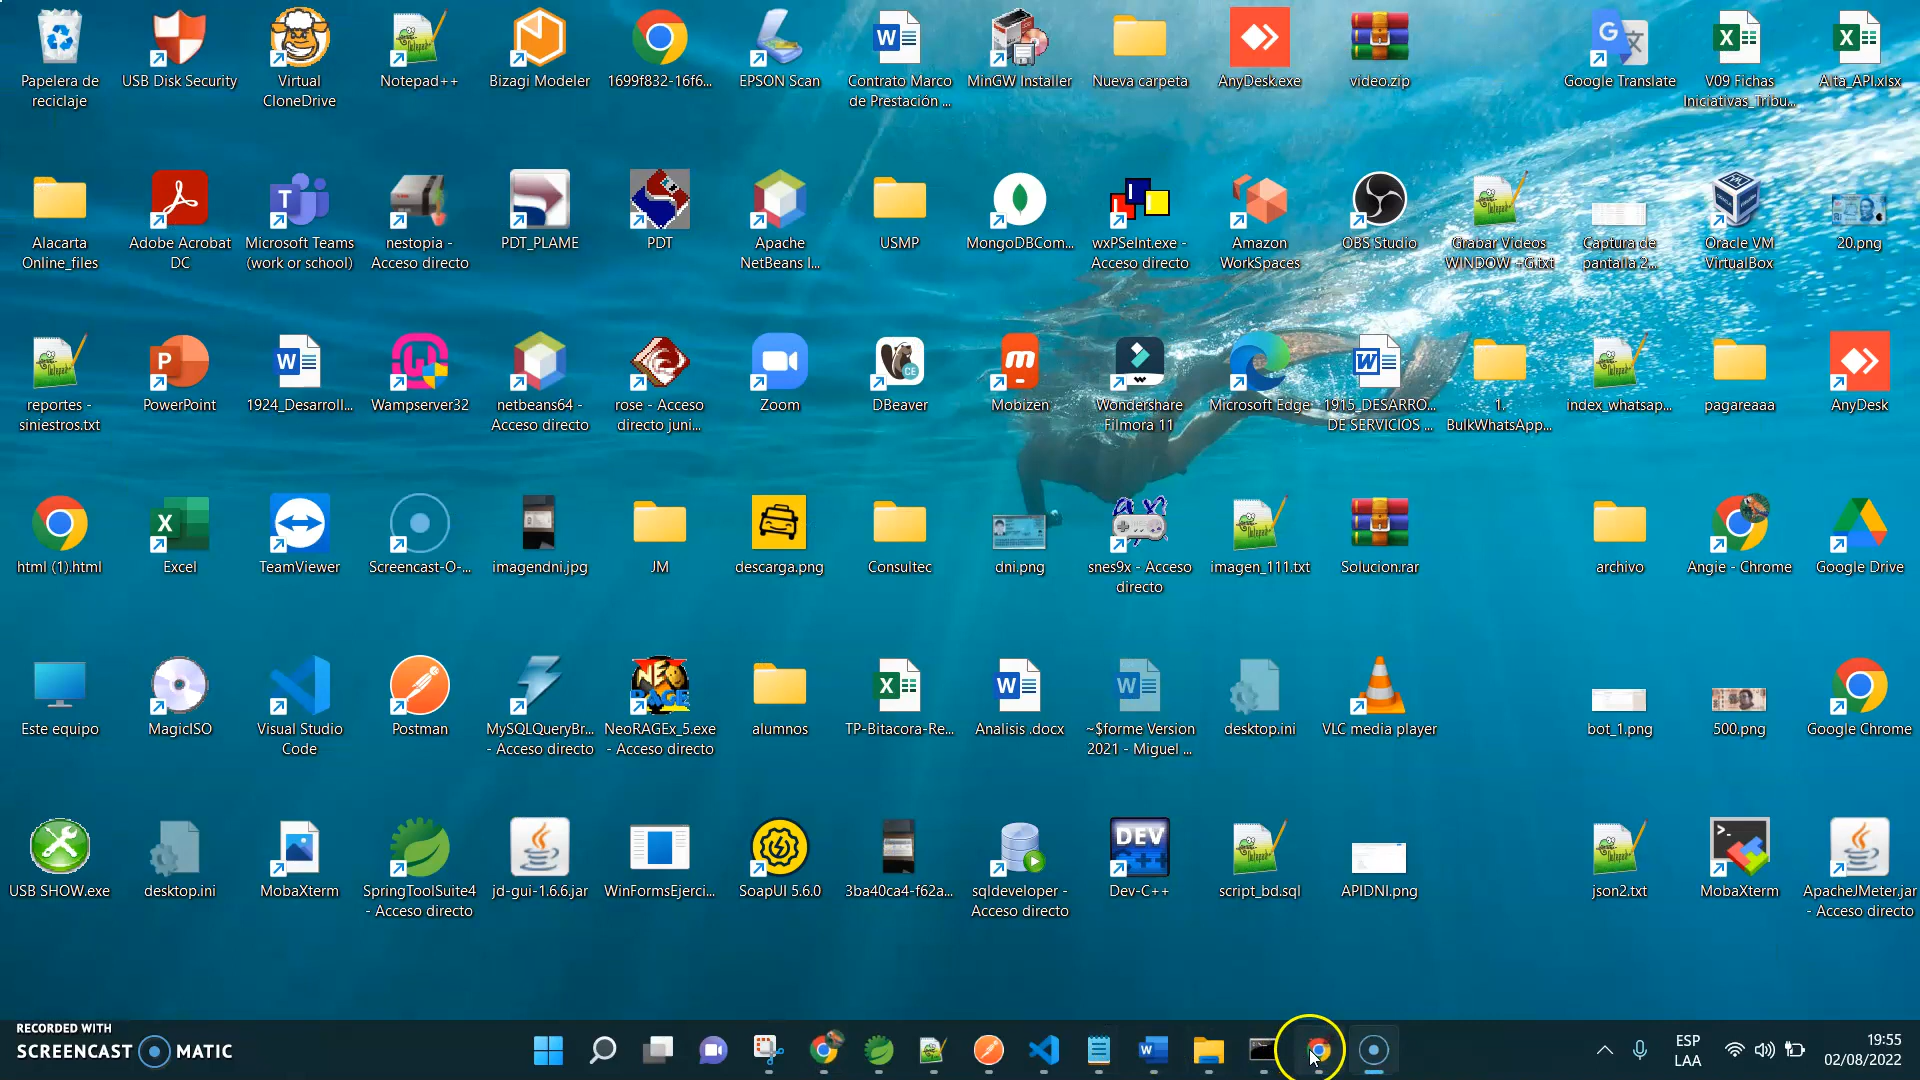 Papelera de
reciclaje
USB Disk Security
Virtual
CloneDrive
Notepad++
Bizagi Modeler
1699f832-16f6...
EPSON Scan
Contrato Marco
de Prestación ...
MinGW Installer
Nueva carpeta
AnyDesk.exe
video.zip
Google Translate
V09 Fichas
Iniciativas_Tribu...
Alta_API.xlsx
Alacarta
Online_files
Adobe Acrobat
DC
Microsoft Teams
(work or school)
nestopia -
Acceso directo
PDT_PLAME
PDT
Apache
NetBeans I...
USMP
MongoDBCom...
wxPSeInt.exe -
Acceso directo
Amazon
WorkSpaces
OBS Studio
Grabar Videos
WINDOW +G.txt
Captura de
pantalla 2...
Oracle VM
VirtualBox
20.png
reportes -
siniestros.txt
PowerPoint
1924_Desarroll...
Wampserver32
netbeans64 -
Acceso directo
rose - Acceso
directo juni...
Zoom
DBeaver
Mobizen
Wondershare
Filmora 11
Microsoft Edge
1915_DESARRO...
DE SERVICIOS ...
1.
BulkWhatsApp...
index_whatsap...
pagareaaa
AnyDesk
html (1).html
Excel
TeamViewer
Screencast-O-...
imagendni.jpg
JM
descarga.png
Consultec
dni.png
snes9x - Acceso
directo
imagen_111.txt
Solucion.rar
archivo
Angie - Chrome
Google Drive
Este equipo
MagicISO
Visual Studio
Code
Postman
MySQLQueryBr...
- Acceso directo
NeoRAGEx_5.exe
- Acceso directo
alumnos
TP-Bitacora-Re...
Analisis .docx
~$forme Version
2021 - Miguel ...
desktop.ini
VLC media player
bot_1.png
500.png
Google Chrome
USB SHOW.exe
desktop.ini
MobaXterm
SpringToolSuite4
- Acceso directo
jd-gui-1.6.6.jar
WinFormsEjerci...
SoapUI 5.6.0
3ba40ca4-f62a...
sqldeveloper -
Acceso directo
DEV
C++
Dev-C++
script_bd.sql
APIDNI.png
json2.txt
MobaXterm
ApacheJMeter.jar
- Acceso directo
RECORDED WITH
SCREENCAST MATIC
ESP
LAA
19:55
02/08/2022